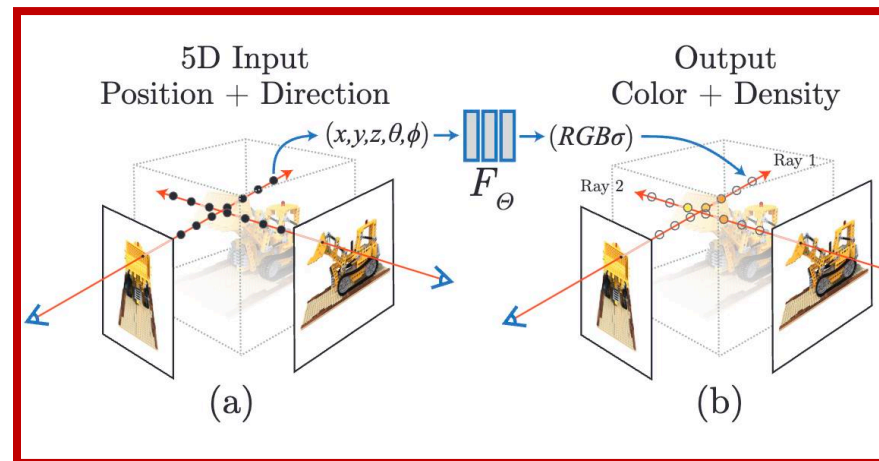 5D Input
Position + Direction
Output
Color + Density
(x,y,z,θ,ϕ)
F_Θ
(RGBσ)
Ray 1
Ray 2
(a)
(b)